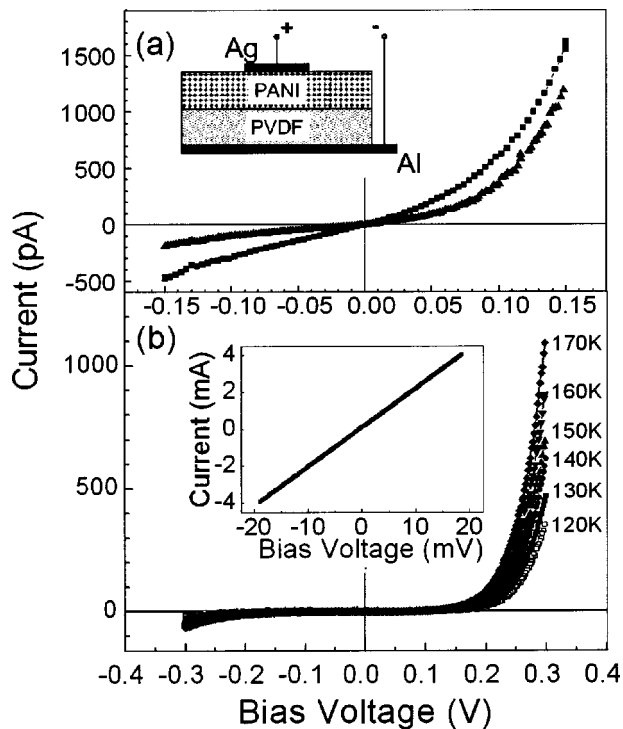 (a)
+
-
Ag
PANI
PVDF
Al
1500
1000
500
0
-500
-0.15 -0.10 -0.05 0.00 0.05 0.10 0.15
Current (pA)
(b)
1000
500
0
4
2
0
-2
-4
Current (mA)
-20 -10 0 10 20
Bias Voltage (mV)
170K
160K
150K
140K
130K
120K
-0.4 -0.3 -0.2 -0.1 0.0 0.1 0.2 0.3 0.4
Bias Voltage (V)